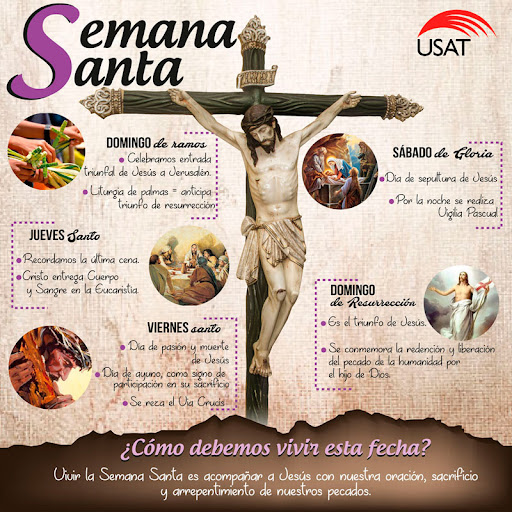 Semana
Santa
USAT
DOMINGO de ramos
Celebramos entrada
triunfal de Jesús a Jerusalén.
Liturgia de palmas = anticipa
triunfo de resurrección
JUEVES Santo
Recordamos la última cena.
Cristo entrega Cuerpo
y Sangre en la Eucaristía.
VIERNES santo
Día de pasión y muerte
de Jesús
Día de ayuno, como signo de
participación en su sacrificio
Se reza el Vía Crucis
SÁBADO de Gloria
Día de sepultura de Jesús
Por la noche se realiza
Vigilia Pascual
DOMINGO
de Resurrección
Es el triunfo de Jesús.
Se conmemora la redención y liberación
del pecado de la humanidad por
el hijo de Dios.
¿Cómo debemos vivir esta fecha?
Vivir la Semana Santa es acompañar a Jesús con nuestra oración, sacrificio
y arrepentimiento de nuestros pecados.